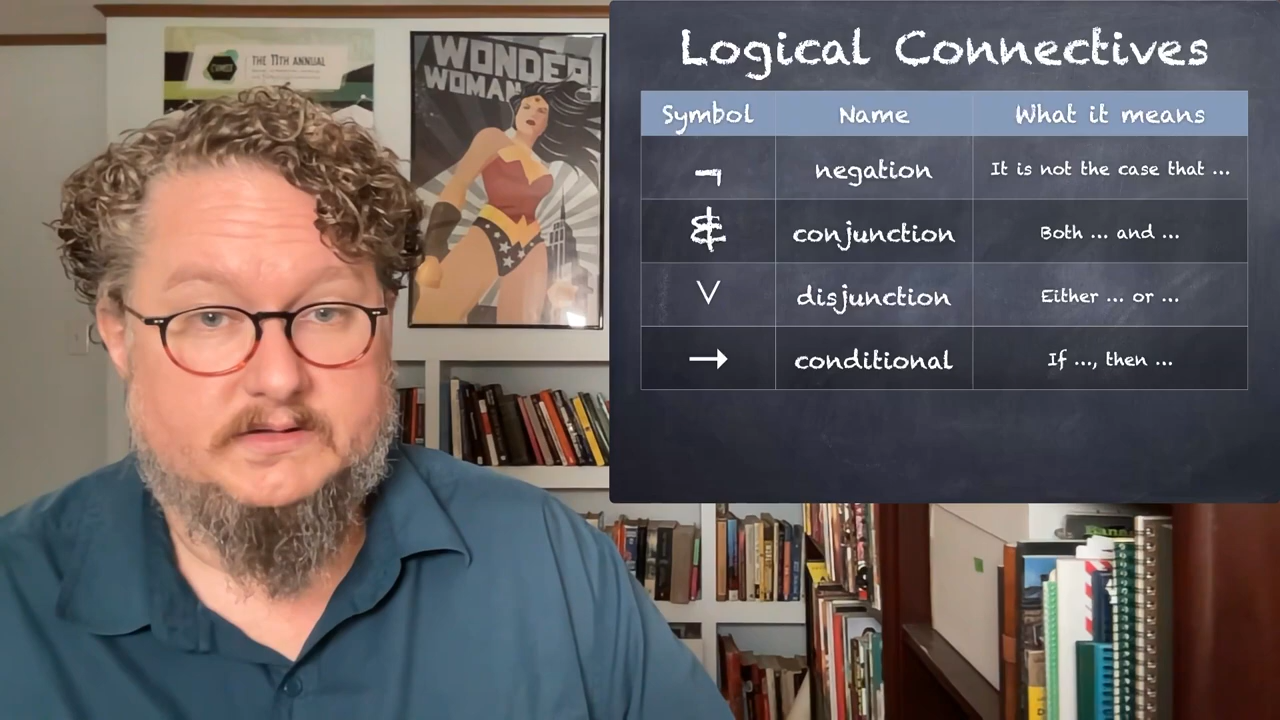 THE 11TH ANNUAL
WONDER
WOMAN
Logical Connectives
Symbol Name What it means
¬ negation It is not the case that ...
& conjunction Both ... and ...
∨ disjunction Either ... or ...
→ conditional If ..., then ...